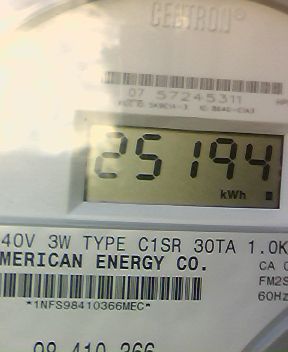 CENTRON®
07 57245311
25194
kWh
40V 3W TYPE C1SR 30TA 1.0K
MERICAN ENERGY CO.
CA
FM2S
60Hz
*1NFS98410366MEC*
98 410 366